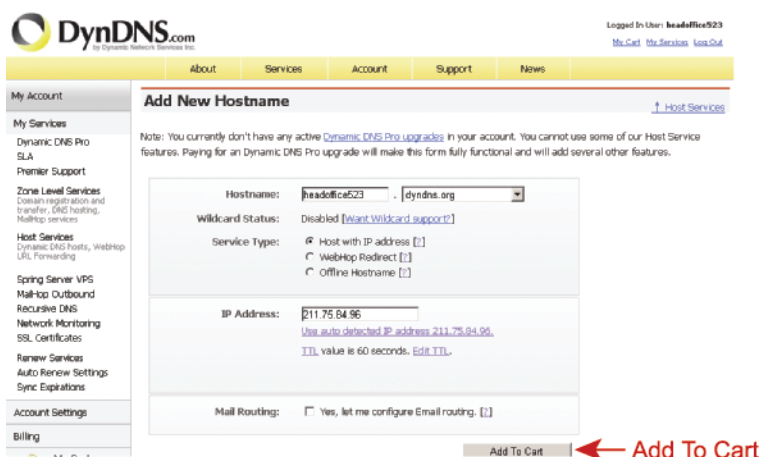 DynDNS.com
by Dynamic Network Services Inc.
Logged In User: headoffice523
My Cart My Services Log Out
About Services Account Support News
My Account
My Services
Dynamic DNS Pro
SLA
Premier Support
Zone Level Services
Domain registration and
transfer, DNS hosting,
MailHop services
Host Services
Dynamic DNS hosts, WebHop
URL Forwarding
Spring Server VPS
MailHop Outbound
Recursive DNS
Network Monitoring
SSL Certificates
Renew Services
Auto Renew Settings
Sync Expirations
Account Settings
Billing
Add New Hostname
Host Services
Note: You currently don't have any active Dynamic DNS Pro upgrades in your account. You cannot use some of our Host Service
features. Paying for an Dynamic DNS Pro upgrade will make this form fully functional and will add several other features.
Hostname: headoffice523 . dyndns.org
Wildcard Status: Disabled [Want Wildcard support?]
Service Type: Host with IP address [?]
WebHop Redirect [?]
Offline Hostname [?]
IP Address: 211.75.84.96
Use auto detected IP address 211.75.84.96.
TTL value is 60 seconds. Edit TTL.
Mail Routing: Yes, let me configure Email routing. [?]
Add To Cart
Add To Cart